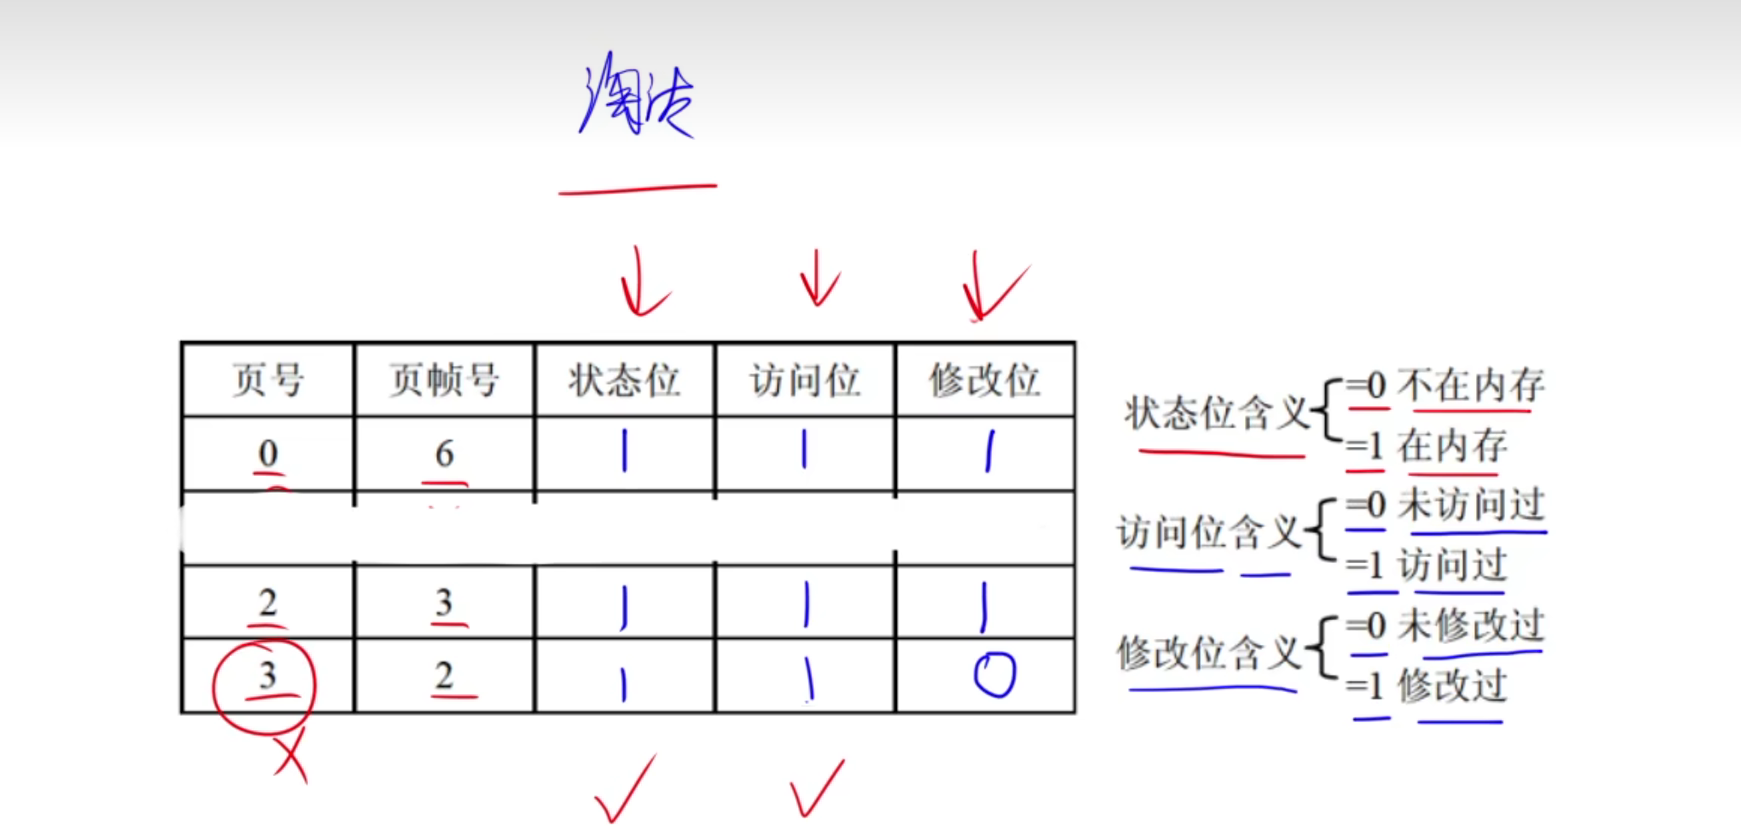 淘汰
页号 页帧号 状态位 访问位 修改位
0 6 1 1 1
2 3 1 1 1
3 2 1 1 0
状态位含义 =0 不在内存
=1 在内存
访问位含义 =0 未访问过
=1 访问过
修改位含义 =0 未修改过
=1 修改过